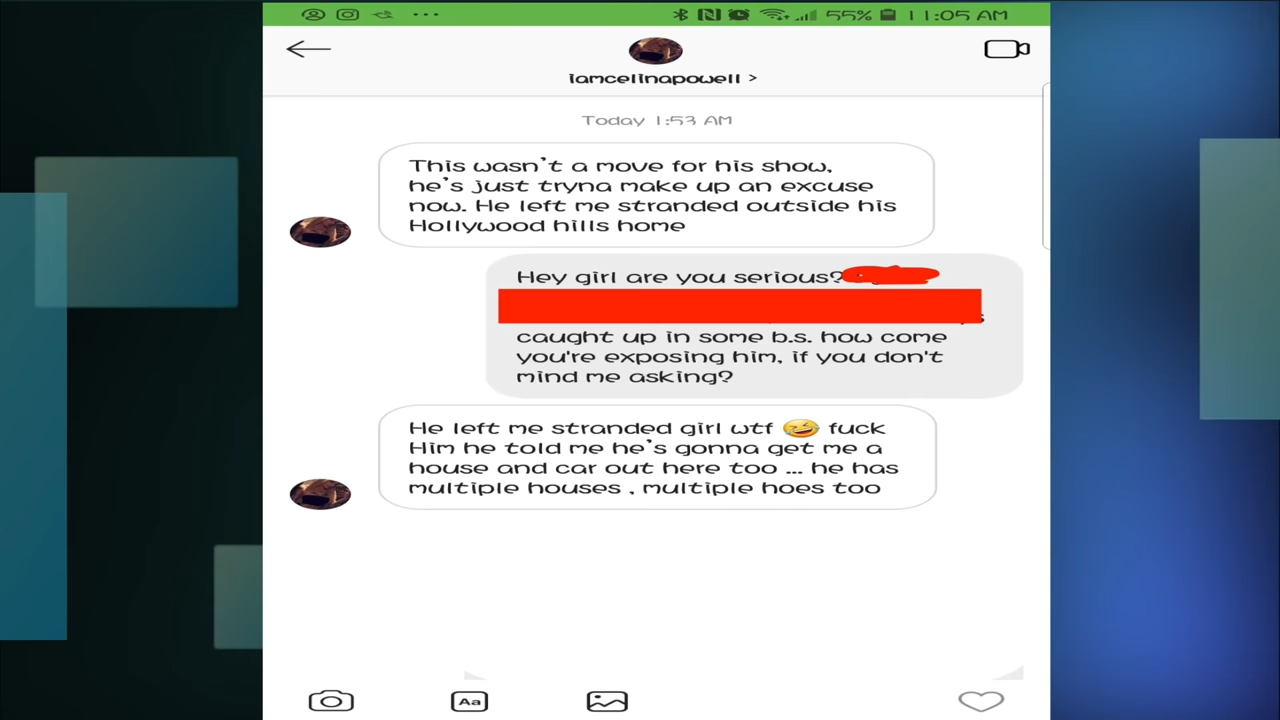 55% 11:05 AM
iamcelinapowell >
Today 1:53 AM
This wasn't a move for his show,
he's just tryna make up an excuse
now. He left me stranded outside his
Hollywood hills home
Hey girl are you serious?
caught up in some b.s. how come
you're exposing him, if you don't
mind me asking?
He left me stranded girl wtf 🤣 fuck
Him he told me he's gonna get me a
house and car out here too ... he has
multiple houses , multiple hoes too
Aa